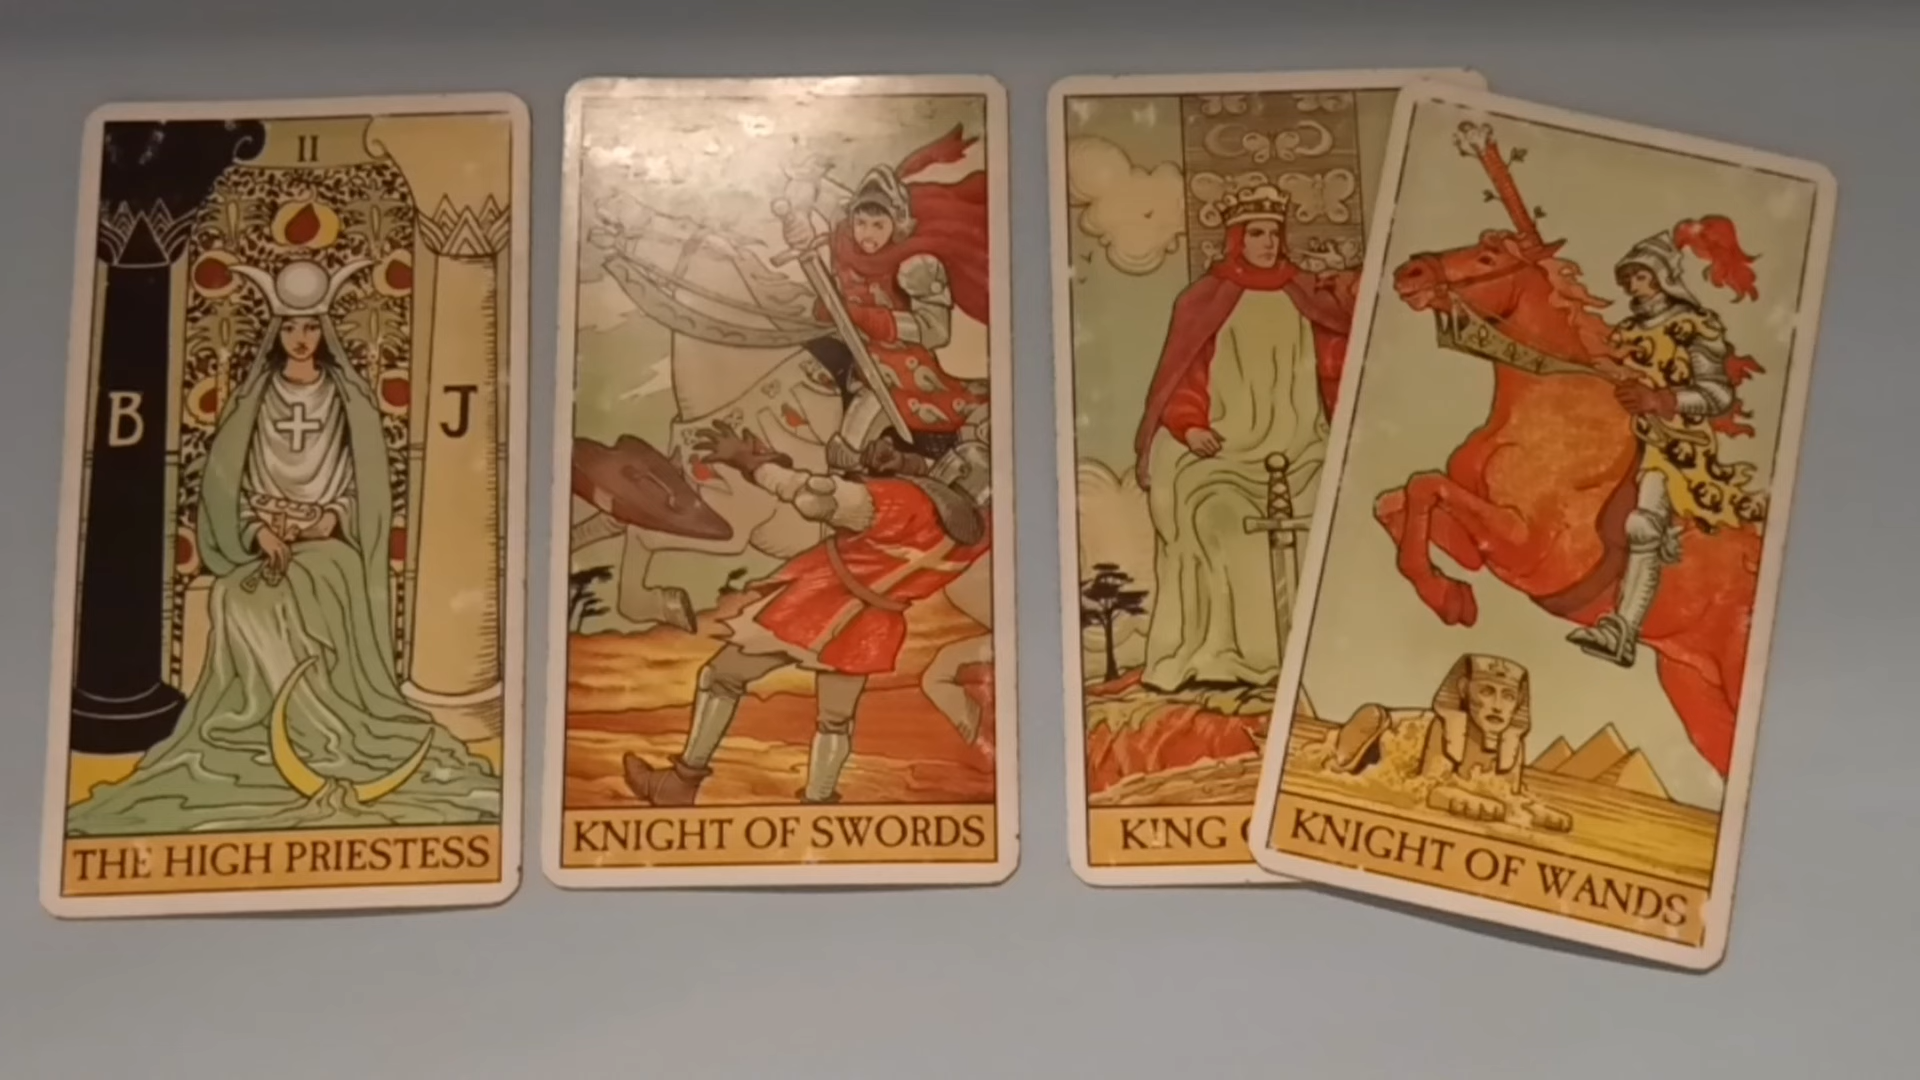 II
B
J
THE HIGH PRIESTESS
KNIGHT OF SWORDS
KING
KNIGHT OF WANDS